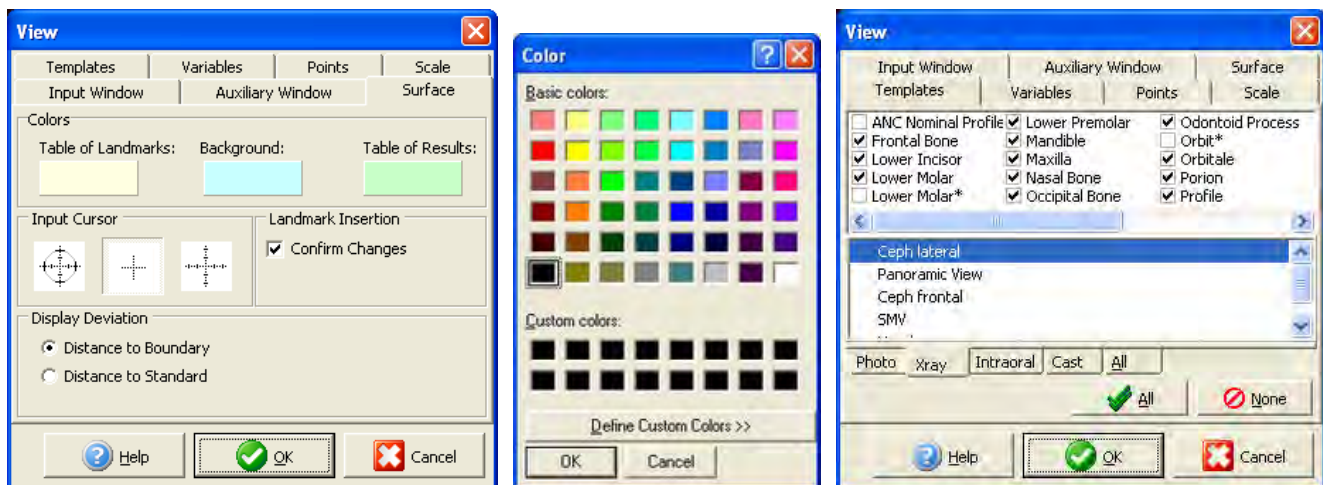 View
Templates Variables Points Scale
Input Window Auxiliary Window Surface
Colors
Table of Landmarks: Background: Table of Results:
Input Cursor Landmark Insertion
Confirm Changes
Display Deviation
Distance to Boundary
Distance to Standard
Help OK Cancel
Color
Basic colors:
Custom colors:
Define Custom Colors >>
OK Cancel
View
Input Window Auxiliary Window Surface
Templates Variables Points Scale
ANC Nominal Profile Lower Premolar Odontoid Process
Frontal Bone Mandible Orbit*
Lower Incisor Maxilla Orbitale
Lower Molar Nasal Bone Porion
Lower Molar* Occipital Bone Profile
Ceph lateral
Panoramic View
Ceph frontal
SMV
Photo Xray Intraoral Cast All
All None
Help OK Cancel